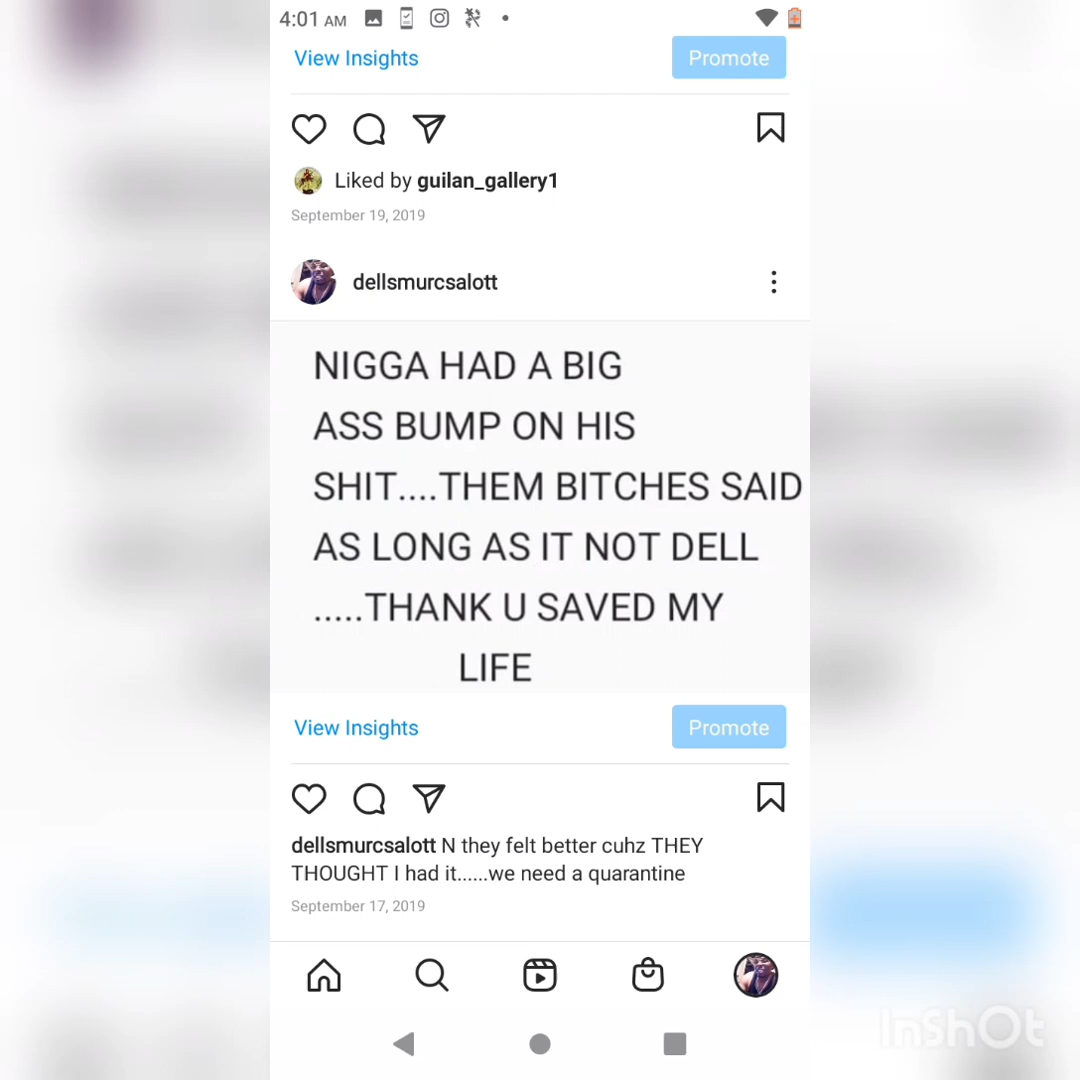 4:01 AM
View Insights
Promote
Liked by guilan_gallery1
September 19, 2019
dellsmurcsalott
NIGGA HAD A BIG
ASS BUMP ON HIS
SHIT....THEM BITCHES SAID
AS LONG AS IT NOT DELL
.....THANK U SAVED MY
LIFE
View Insights
Promote
dellsmurcsalott N they felt better cuhz THEY
THOUGHT I had it......we need a quarantine
September 17, 2019
InShOt